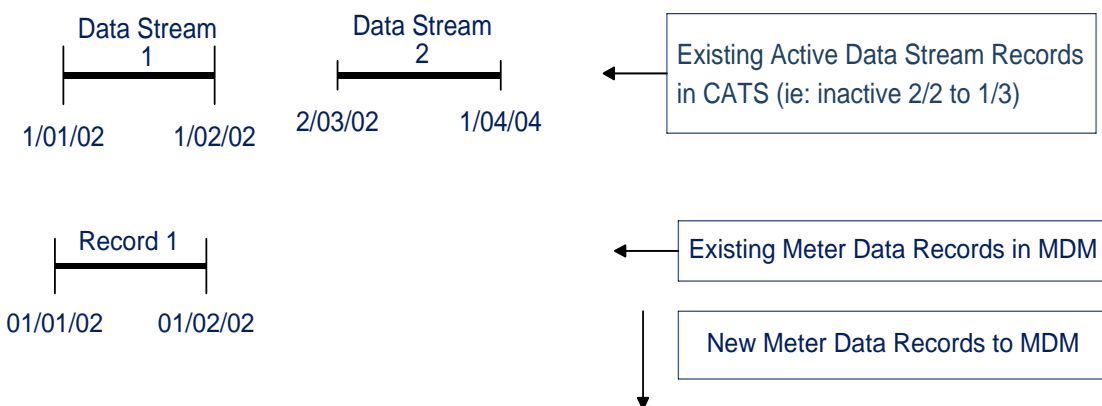 Data Stream
1
Data Stream
2
Existing Active Data Stream Records
in CATS (ie: inactive 2/2 to 1/3)
1/01/02
1/02/02
2/03/02
1/04/04
Record 1
Existing Meter Data Records in MDM
01/01/02
01/02/02
New Meter Data Records to MDM